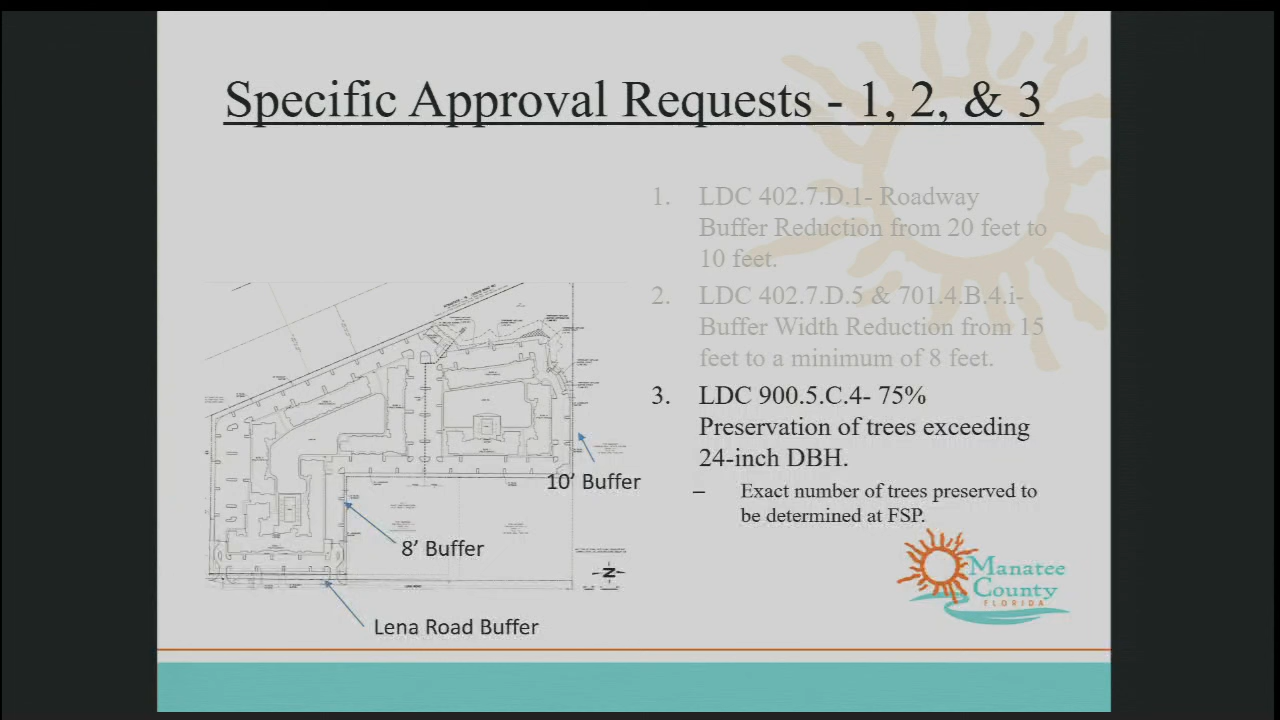 Specific Approval Requests - 1, 2, & 3
1. LDC 402.7.D.1- Roadway
Buffer Reduction from 20 feet to
10 feet.
2. LDC 402.7.D.5 & 701.4.B.4.i-
Buffer Width Reduction from 15
feet to a minimum of 8 feet.
3. LDC 900.5.C.4- 75%
Preservation of trees exceeding
24-inch DBH.
– Exact number of trees preserved to
be determined at FSP.
10’ Buffer
8’ Buffer
Lena Road Buffer
Manatee
County
FLORIDA